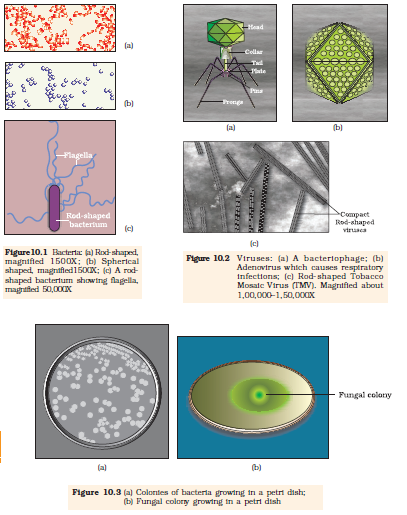 (a)
(b)
Flagella
Rod-shaped
bacterium
(c)
Figure10.1 Bacteria: (a) Rod-shaped,
magnified 1500X; (b) Spherical
shaped, magnified1500X; (c) A rod-
shaped bacterium showing flagella,
magnified 50,000X
Head
Collar
Tail
Plate
Pins
Prongs
(a)
(b)
Compact
Rod-shaped
viruses
(c)
Figure 10.2 Viruses: (a) A bacteriophage; (b)
Adenovirus which causes respiratory
infections; (c) Rod-shaped Tobacco
Mosaic Virus (TMV). Magnified about
1,00,000–1,50,000X
Fungal colony
(a)
(b)
Figure 10.3 (a) Colonies of bacteria growing in a petri dish;
(b) Fungal colony growing in a petri dish